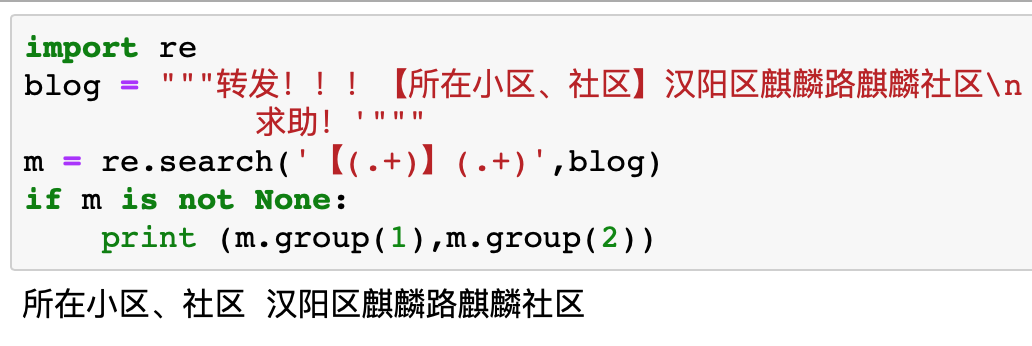 import re
blog = """转发！！！【所在小区、社区】汉阳区麒麟路麒麟社区\n
            求助！'"""
m = re.search('【(.+)】(.+)',blog)
if m is not None:
    print (m.group(1),m.group(2))
所在小区、社区 汉阳区麒麟路麒麟社区